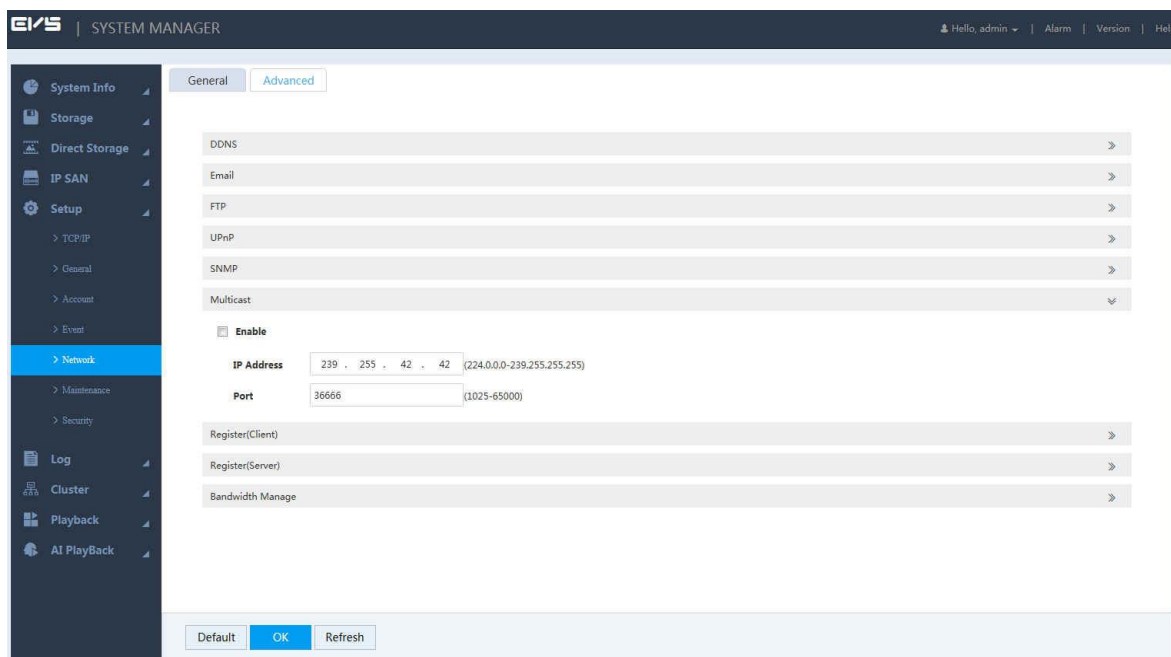 EVS | SYSTEM MANAGER
Hello, admin | Alarm | Version | Hel
System Info
Storage
Direct Storage
IP SAN
Setup
> TCP/IP
> General
> Account
> Event
> Network
> Maintenance
> Security
Log
Cluster
Playback
AI PlayBack
General Advanced
DDNS
Email
FTP
UPnP
SNMP
Multicast
Enable
IP Address 239 . 255 . 42 . 42 (224.0.0.0-239.255.255.255)
Port 36666 (1025-65000)
Register(Client)
Register(Server)
Bandwidth Manage
Default OK Refresh